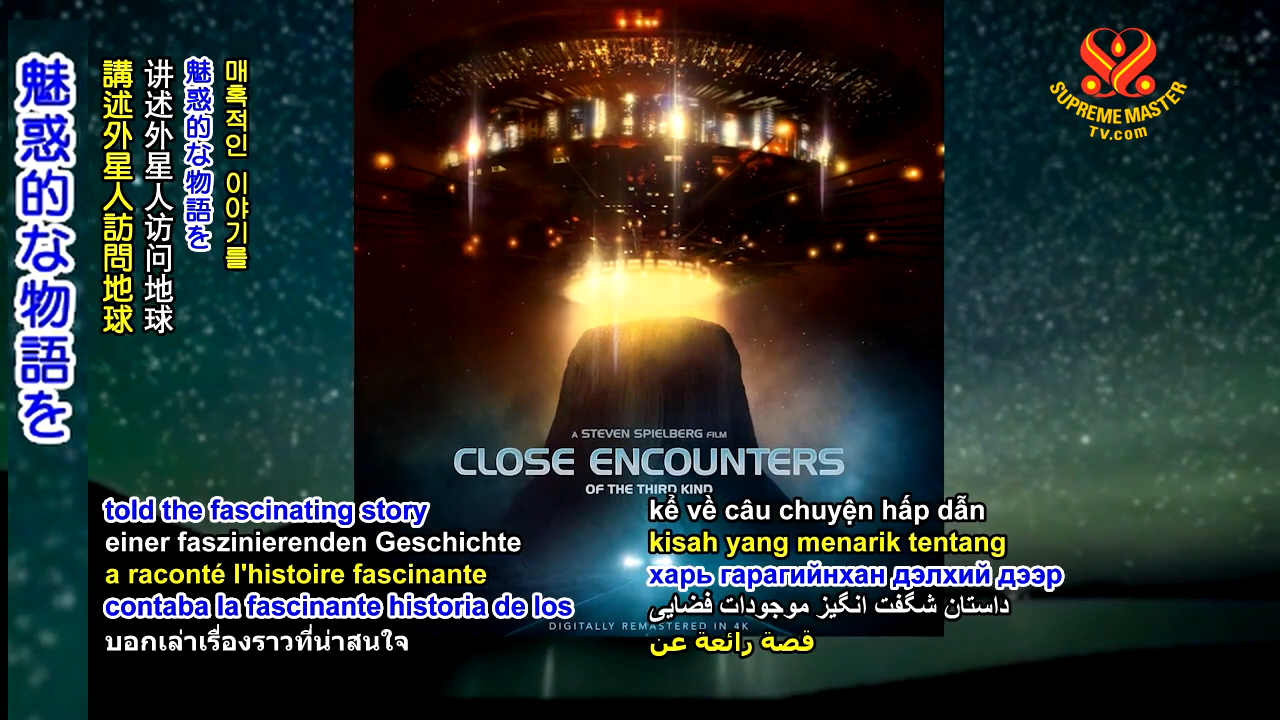 魅惑的な物語を
講述外星人訪問地球
讲述外星人访问地球
魅惑的な物語を
매혹적인 이야기를
SUPREME MASTER
TV.com
A STEVEN SPIELBERG FILM
CLOSE ENCOUNTERS
OF THE THIRD KIND
told the fascinating story
einer faszinierenden Geschichte
a raconté l'histoire fascinante
contaba la fascinante historia de los
บอกเล่าเรื่องราวที่น่าสนใจ
kể về câu chuyện hấp dẫn
kisah yang menarik tentang
харь гарагийнхан дэлхий дээр
داستان شگفت انگیز موجودات فضایی
قصة رائعة عن
DIGITALLY REMASTERED IN 4K